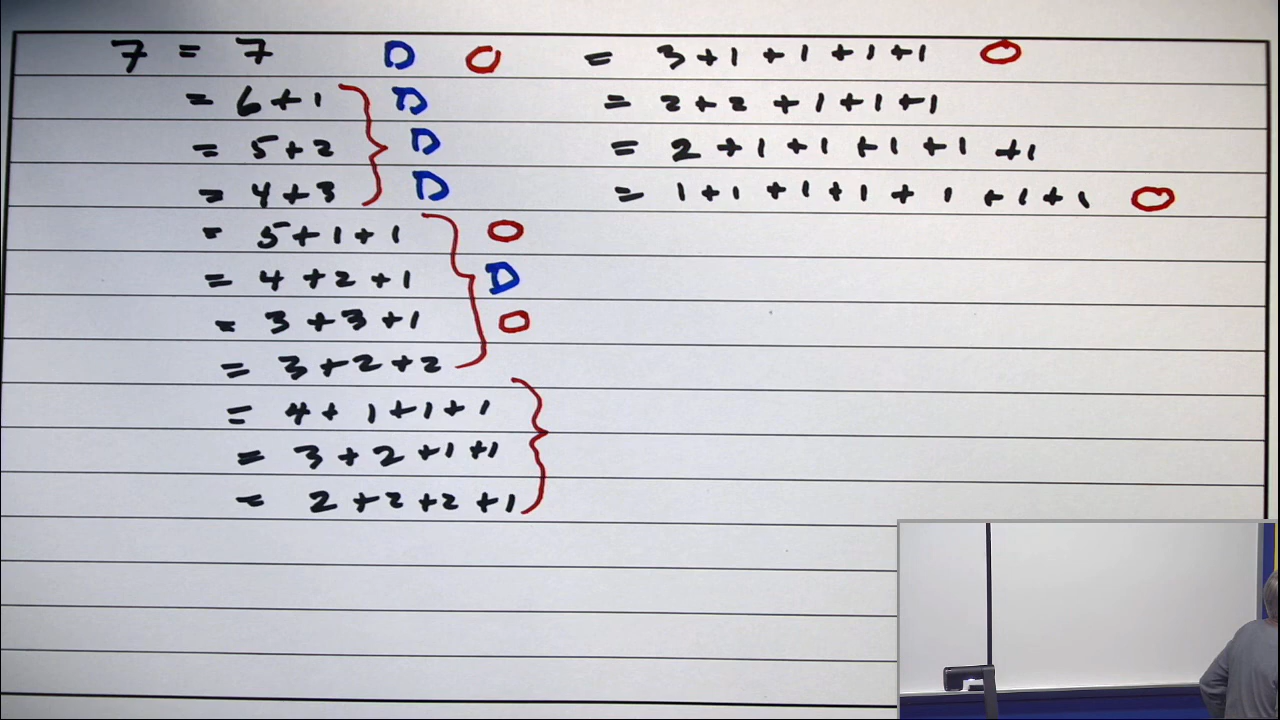 7 = 7 D O
= 6 + 1 D
= 5 + 2 D
= 4 + 3 D
= 5 + 1 + 1 O
= 4 + 2 + 1 D
= 3 + 3 + 1 O
= 3 + 2 + 2
= 4 + 1 + 1 + 1
= 3 + 2 + 1 + 1
= 2 + 2 + 2 + 1
= 3 + 1 + 1 + 1 + 1 O
= 2 + 2 + 1 + 1 + 1
= 2 + 1 + 1 + 1 + 1 + 1
= 1 + 1 + 1 + 1 + 1 + 1 + 1 O